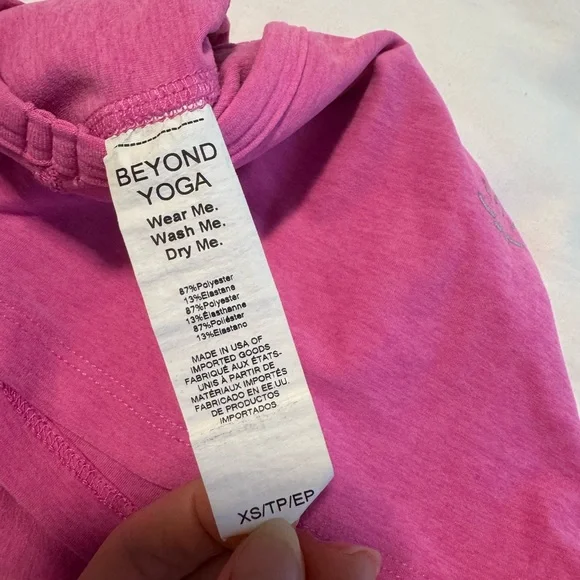 BEYOND
YOGA
Wear Me.
Wash Me.
Dry Me.
87%Polyester
13%Elastane
87%Polyester
13%Élasthanne
87%Poliéster
13%Elastano
MADE IN USA OF
IMPORTED GOODS
FABRIQUÉ AUX ÉTATS-
UNIS À PARTIR DE
MATÉRIAUX IMPORTÉS
FABRICADO EN EE UU.
DE PRODUCTOS
IMPORTADOS
XS/TP/EP